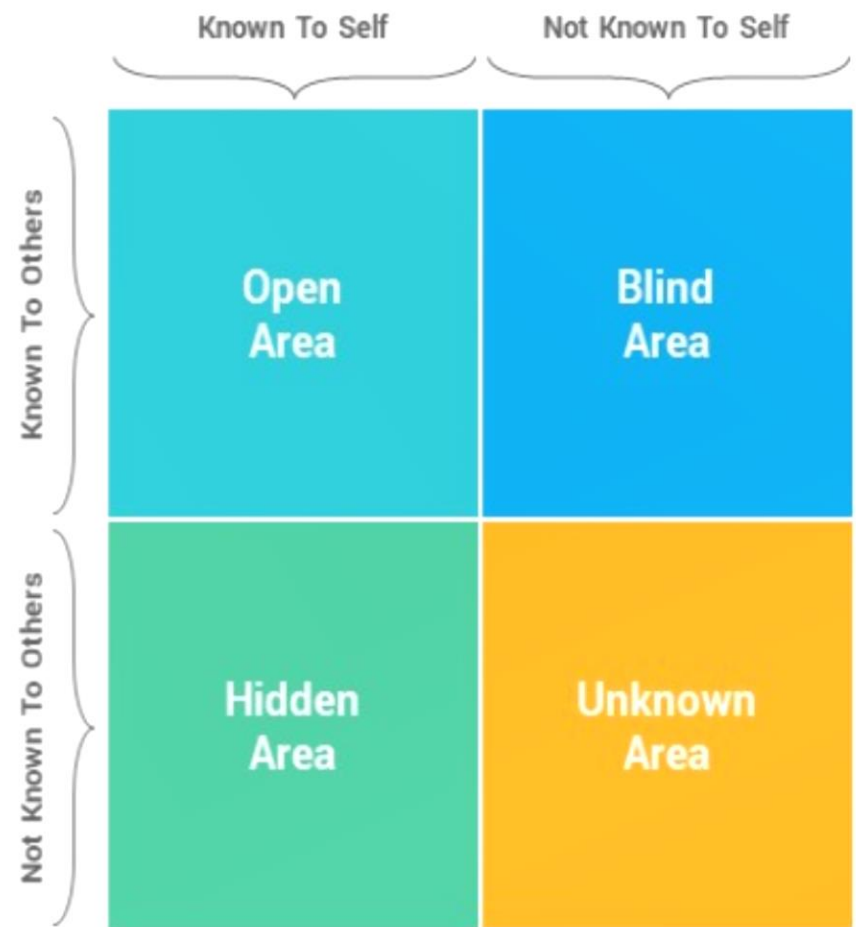 Known To Self
Not Known To Self
Known To Others
Open
Area
Blind
Area
Not Known To Others
Hidden
Area
Unknown
Area